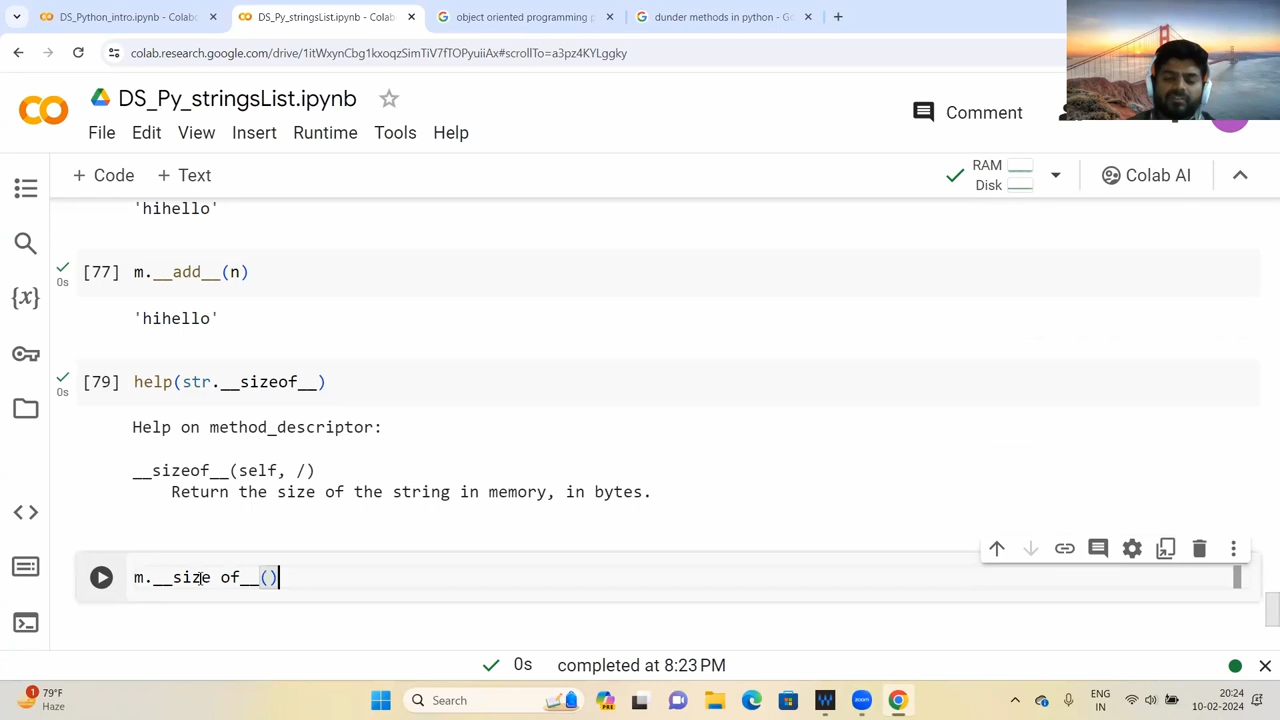 DS_Python_intro.ipynb - Colab
DS_Py_stringsList.ipynb - Colab
object oriented programming p
dunder methods in python - Go
colab.research.google.com/drive/1itWxynCbg1kxoqzSimTiV7fTOPyuiiAx#scrollTo=a3pz4KYLggky
DS_Py_stringsList.ipynb
Comment
File Edit View Insert Runtime Tools Help
+ Code + Text
RAM
Disk
Colab AI
'hihello'
[77] m.__add__(n)
0s
'hihello'
[79] help(str.__sizeof__)
0s
Help on method_descriptor:
__sizeof__(self, /)
Return the size of the string in memory, in bytes.
m.__size of__()
0s completed at 8:23 PM
1
79°F
Haze
Search
ENG
IN
20:24
10-02-2024